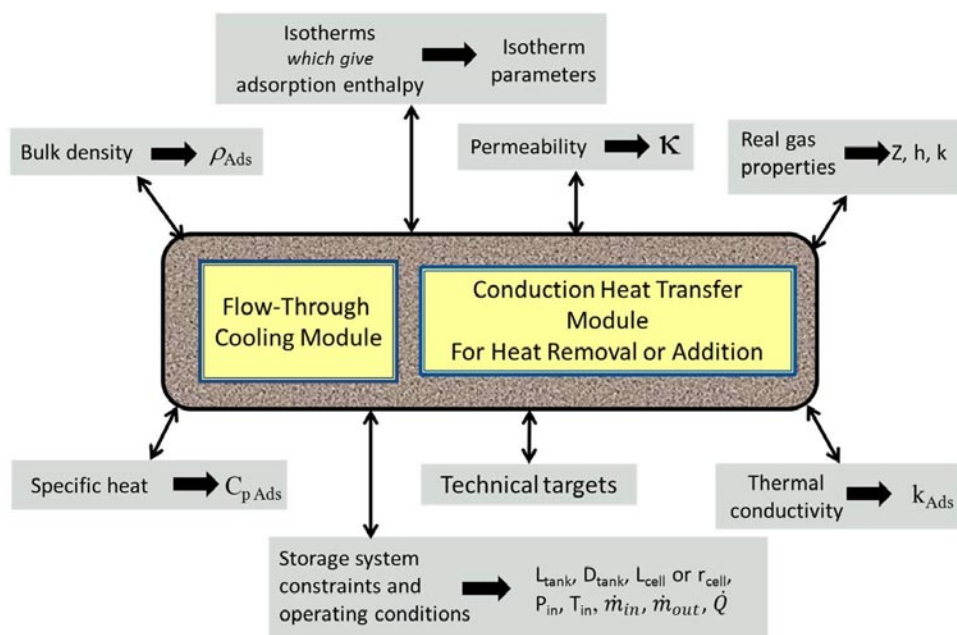 Isotherms
which give
adsorption enthalpy
Isotherm
parameters
Bulk density
ρAds
Permeability
κ
Real gas
properties
Z, h, k
Flow-Through
Cooling Module
Conduction Heat Transfer
Module
For Heat Removal or Addition
Specific heat
Cp Ads
Technical targets
Thermal
conductivity
kAds
Storage system
constraints and
operating conditions
Ltank, Dtank, Lcell or rcell,
Pin, Tin, ṁin, ṁout, Q̇